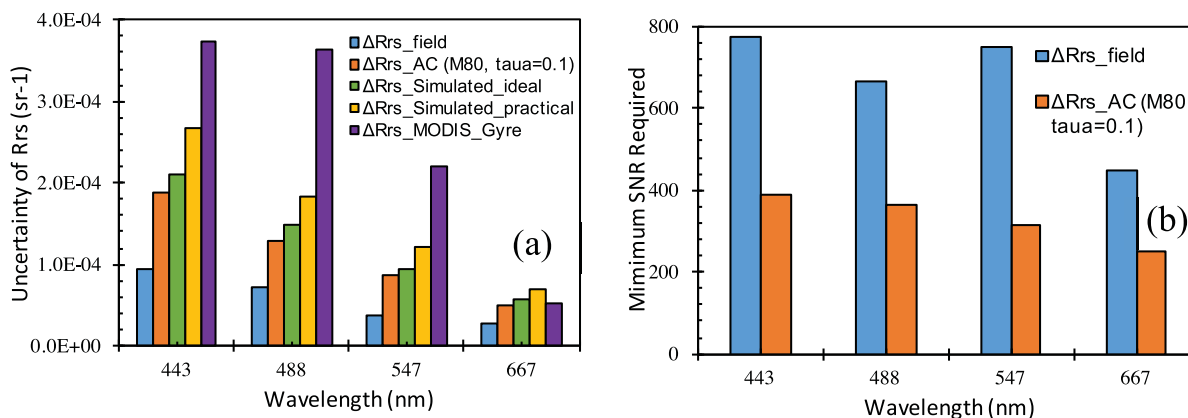 (a)
Uncertainty of Rrs (sr-1)
4.0E-04
3.0E-04
2.0E-04
1.0E-04
0.0E+00
ΔRrs_field
ΔRrs_AC (M80, taua=0.1)
ΔRrs_Simulated_ideal
ΔRrs_Simulated_practical
ΔRrs_MODIS_Gyre
443 488 547 667
Wavelength (nm)
(b)
Mimimum SNR Required
800
600
400
200
0
ΔRrs_field
ΔRrs_AC (M80
taua=0.1)
443 488 547 667
Wavelength (nm)